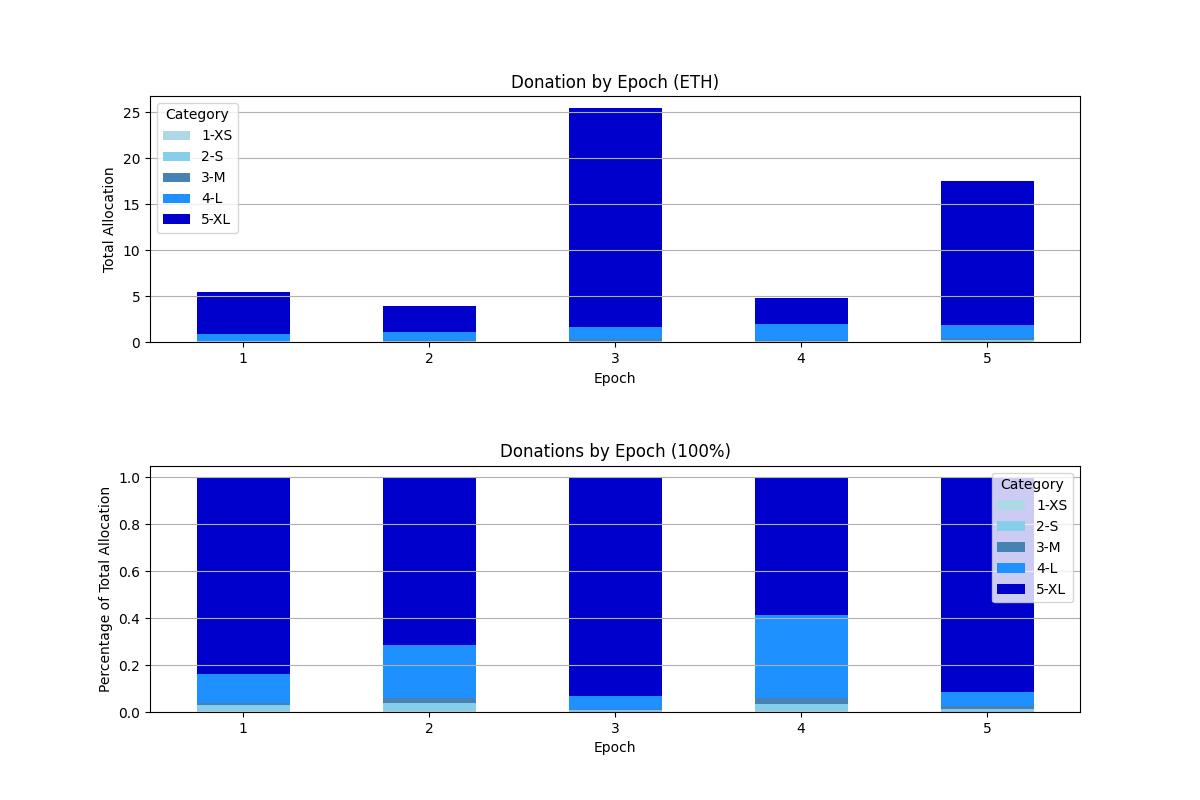 Donation by Epoch (ETH)
Total Allocation
25
20
15
10
5
0
Category
1-XS
2-S
3-M
4-L
5-XL
1
2
3
4
5
Epoch
Donations by Epoch (100%)
Percentage of Total Allocation
1.0
0.8
0.6
0.4
0.2
0.0
Category
1-XS
2-S
3-M
4-L
5-XL
1
2
3
4
5
Epoch